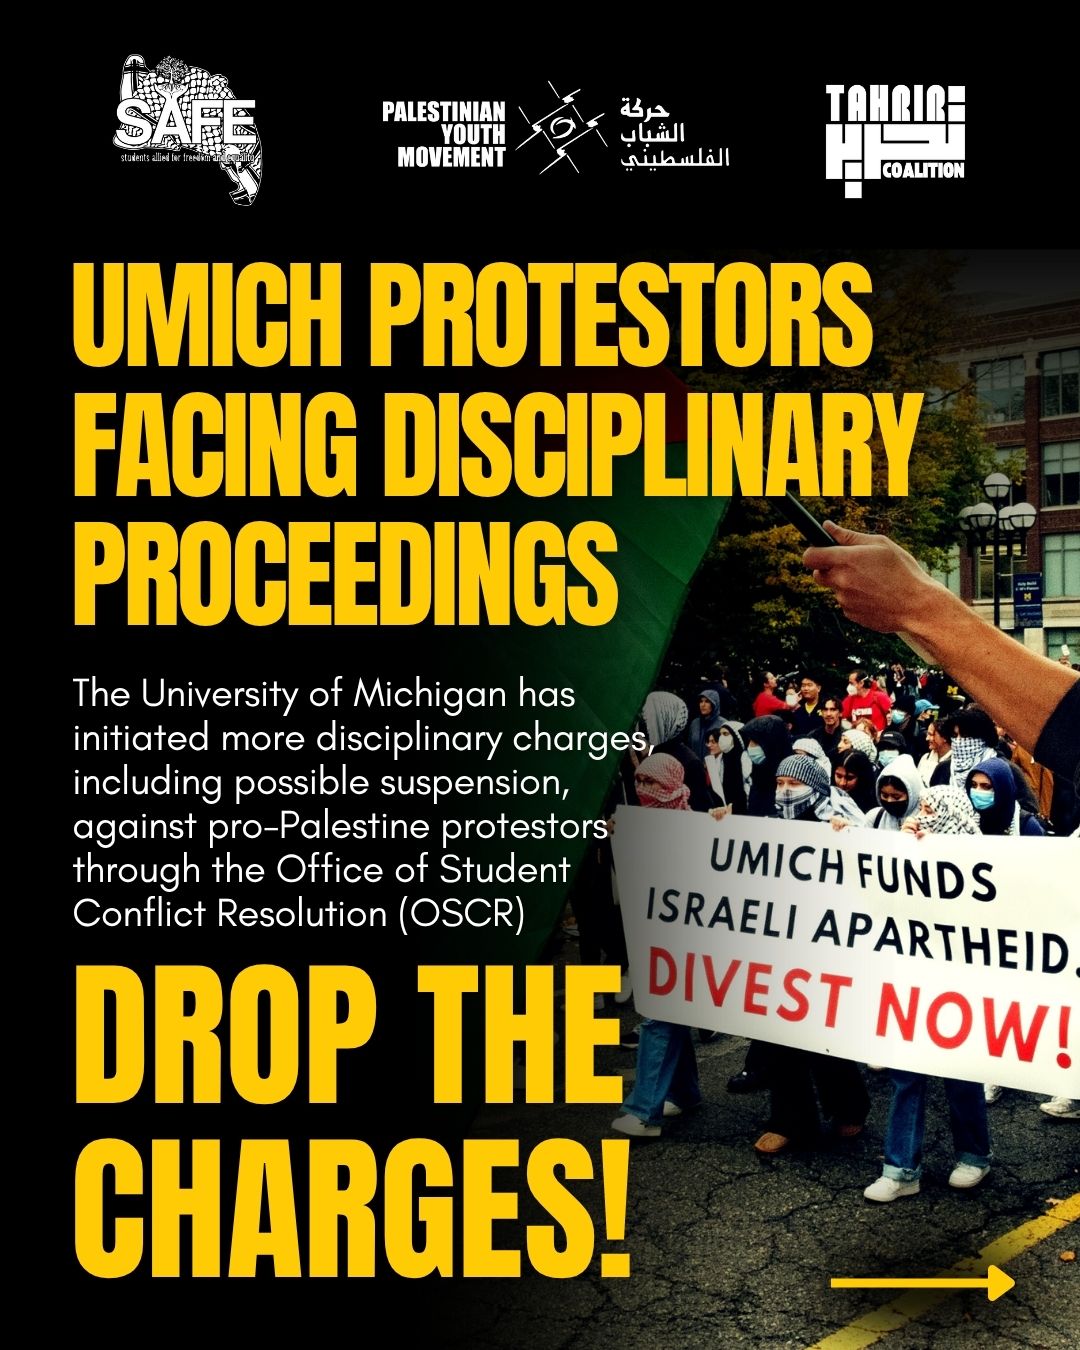 SAFE
students allied for freedom and equality
PALESTINIAN
YOUTH
MOVEMENT
حركة
الشباب
الفلسطيني
TAHRIR
تحرير
COALITION
UMICH PROTESTORS
FACING DISCIPLINARY
PROCEEDINGS
The University of Michigan has
initiated more disciplinary charges,
including possible suspension,
against pro-Palestine protestors
through the Office of Student
Conflict Resolution (OSCR)
UMICH FUNDS
ISRAELI APARTHEID.
DIVEST NOW!
DROP THE
CHARGES!